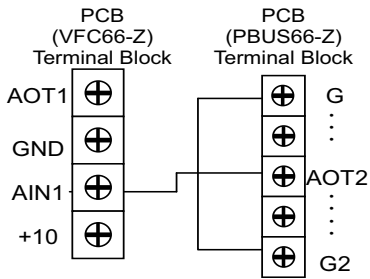 PCB
(VFC66-Z)
Terminal Block
AOT1
GND
AIN1
+10
PCB
(PBUS66-Z)
Terminal Block
G
AOT2
G2